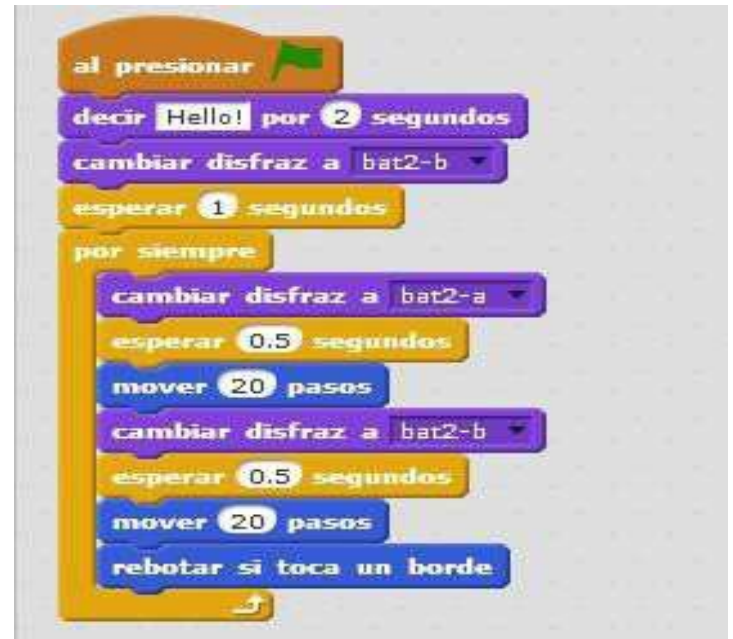 al presionar
decir Hello! por 2 segundos
cambiar disfraz a bat2-b
esperar 1 segundos
por siempre
cambiar disfraz a bat2-a
esperar 0.5 segundos
mover 20 pasos
cambiar disfraz a bat2-b
esperar 0.5 segundos
mover 20 pasos
rebotar si toca un borde